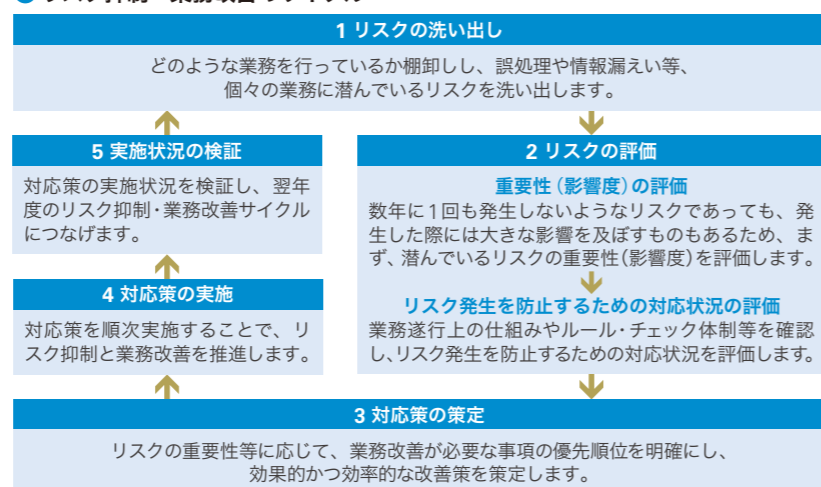 1 リスクの洗い出し
どのような業務を行っているか棚卸しし、誤処理や情報漏えい等、
個々の業務に潜んでいるリスクを洗い出します。
2 リスクの評価
重要性（影響度）の評価
数年に1回も発生しないようなリスクであっても、発
生した際には大きな影響を及ぼすものもあるため、ま
ず、潜んでいるリスクの重要性（影響度）を評価します。
リスク発生を防止するための対応状況の評価
業務遂行上の仕組みやルール・チェック体制等を確認
し、リスク発生を防止するための対応状況を評価します。
3 対応策の策定
リスクの重要性等に応じて、業務改善が必要な事項の優先順位を明確にし、
効果的かつ効率的な改善策を策定します。
4 対応策の実施
対応策を順次実施することで、リ
スク抑制と業務改善を推進します。
5 実施状況の検証
対応策の実施状況を検証し、翌年
度のリスク抑制・業務改善サイクル
につなげます。